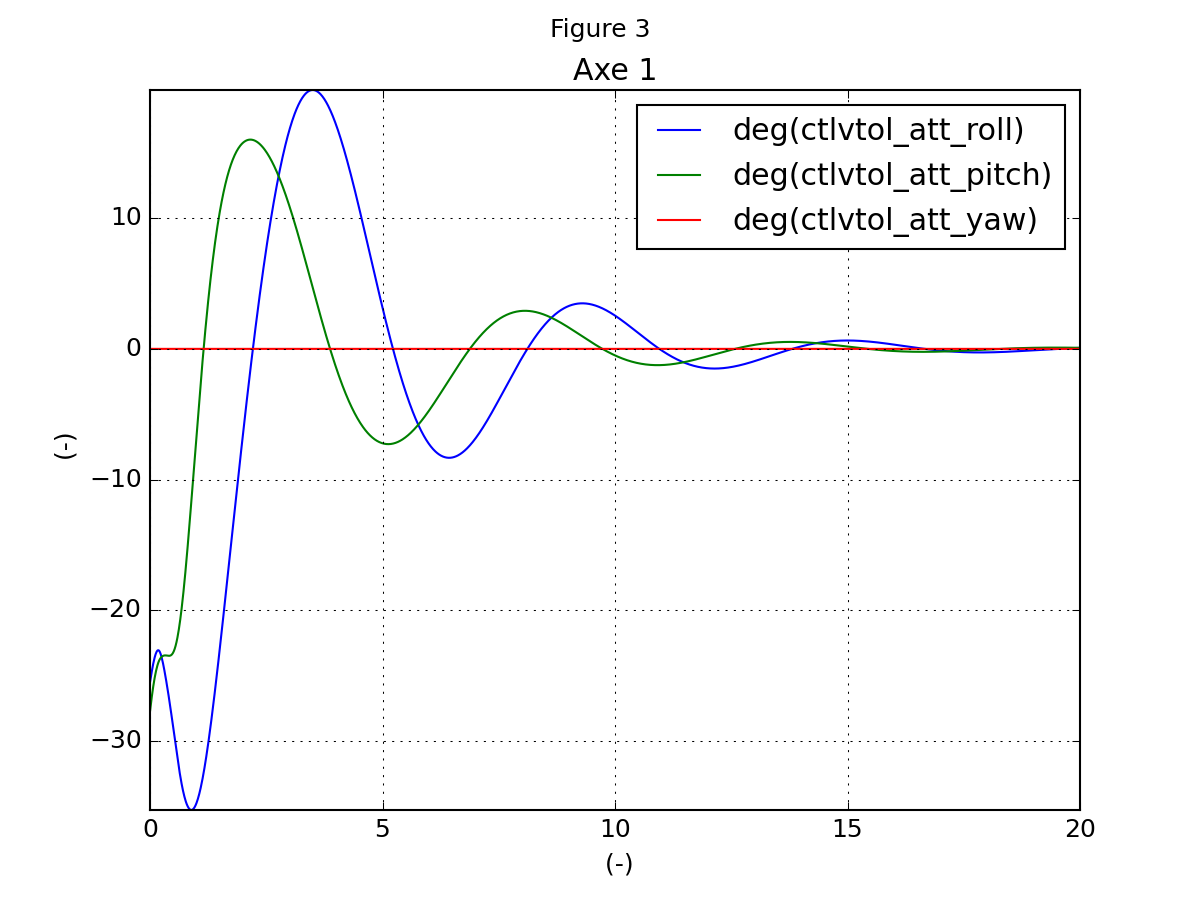 Figure 3
Axe 1
deg(ctlvtol_att_roll)
deg(ctlvtol_att_pitch)
deg(ctlvtol_att_yaw)
10
0
−10
−20
−30
(-)
0 5 10 15 20
(-)